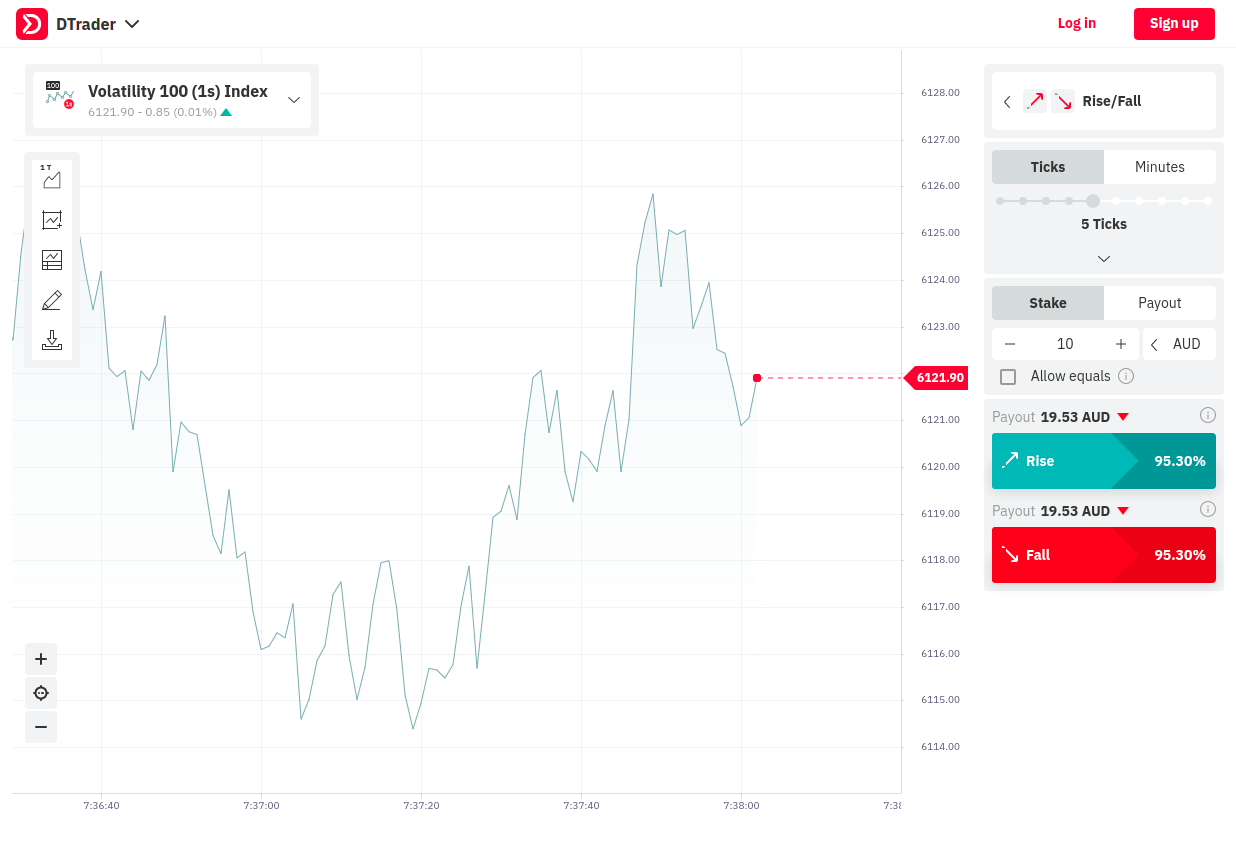 DTrader
Log in
Sign up
100
1s
Volatility 100 (1s) Index
6121.90 - 0.85 (0.01%)
1 T
6128.00
6127.00
6126.00
6125.00
6124.00
6123.00
6121.90
6121.00
6120.00
6119.00
6118.00
6117.00
6116.00
6115.00
6114.00
7:36:40
7:37:00
7:37:20
7:37:40
7:38:00
7:38
Rise/Fall
Ticks
Minutes
5 Ticks
Stake
Payout
10
AUD
Allow equals
Payout 19.53 AUD
Rise
95.30%
Payout 19.53 AUD
Fall
95.30%